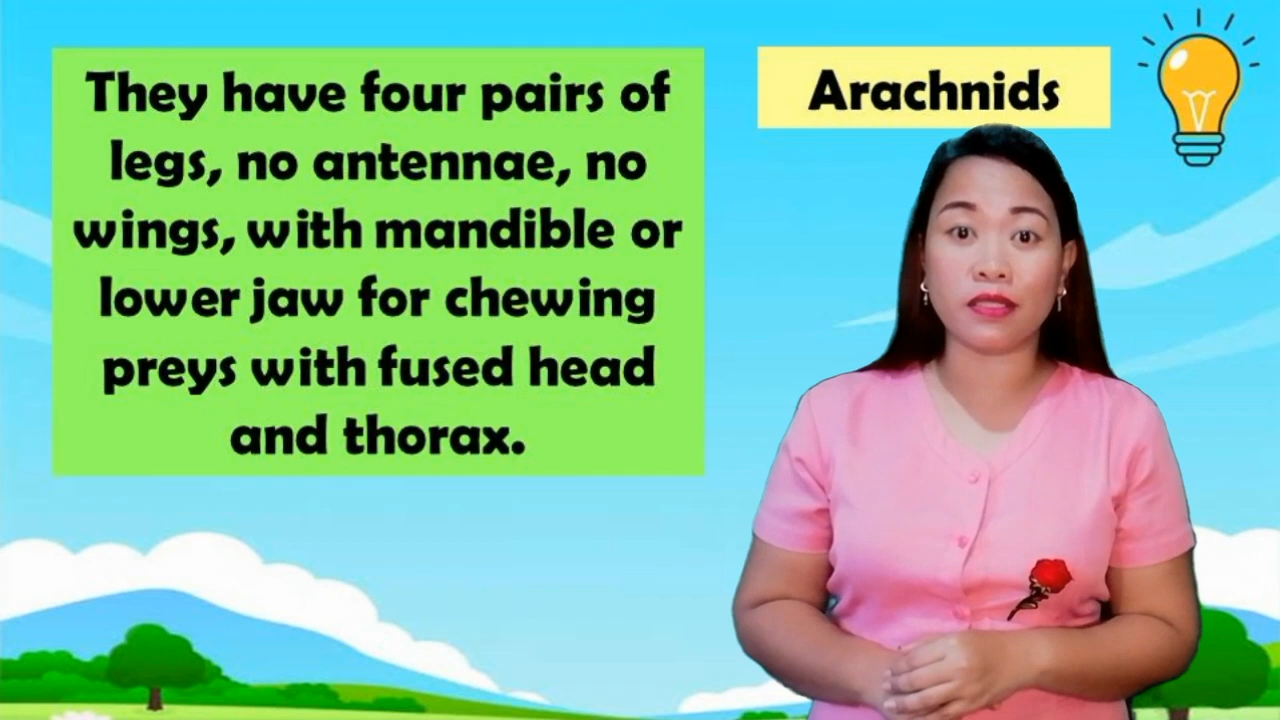 They have four pairs of
legs, no antennae, no
wings, with mandible or
lower jaw for chewing
preys with fused head
and thorax.
Arachnids